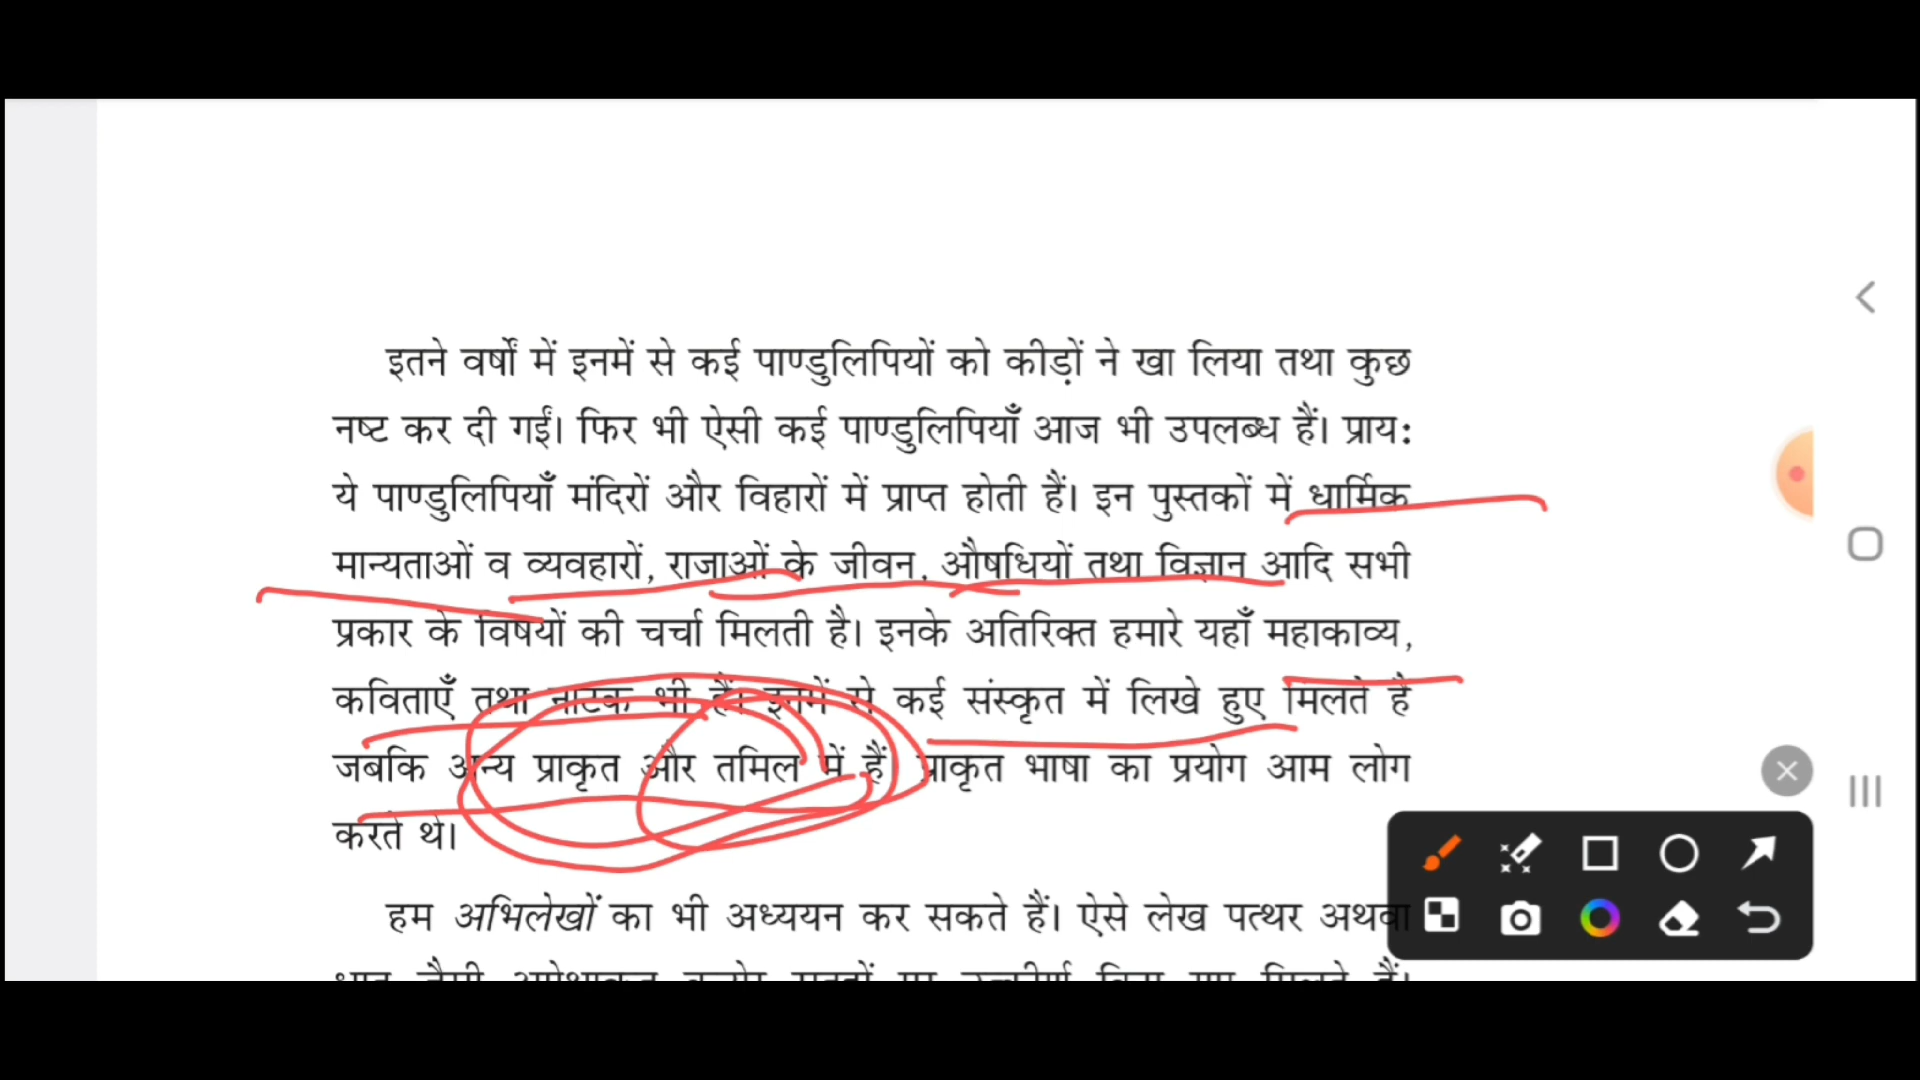 इतने वर्षों में इनमें से कई पाण्डुलिपियों को कीड़ों ने खा लिया तथा कुछ
नष्ट कर दी गईं। फिर भी ऐसी कई पाण्डुलिपियाँ आज भी उपलब्ध हैं। प्राय:
ये पाण्डुलिपियाँ मंदिरों और विहारों में प्राप्त होती हैं। इन पुस्तकों में धार्मिक
मान्यताओं व व्यवहारों, राजाओं के जीवन, औषधियों तथा विज्ञान आदि सभी
प्रकार के विषयों की चर्चा मिलती है। इनके अतिरिक्त हमारे यहाँ महाकाव्य,
कविताएँ तथा नाटक भी हैं। इनमें से कई संस्कृत में लिखे हुए मिलते है
जबकि अन्य प्राकृत और तमिल में हैं प्राकृत भाषा का प्रयोग आम लोग
करते थे।
हम अभिलेखों का भी अध्ययन कर सकते हैं। ऐसे लेख पत्थर अथवा